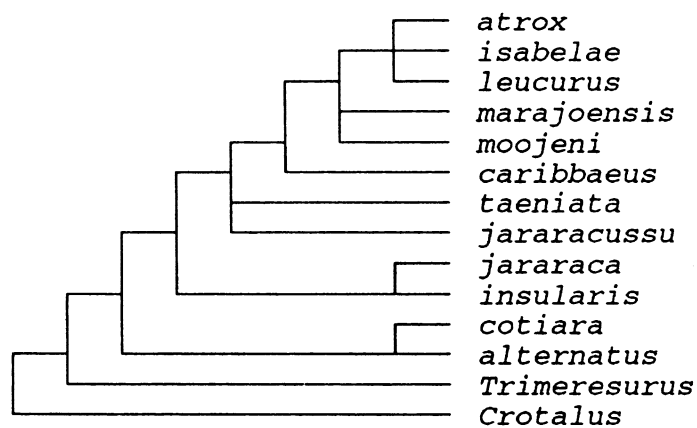 atrox
isabelae
leucurus
marajoensis
moojeni
caribbaeus
taeniata
jararacussu
jararaca
insularis
cotiara
alternatus
Trimeresurus
Crotalus